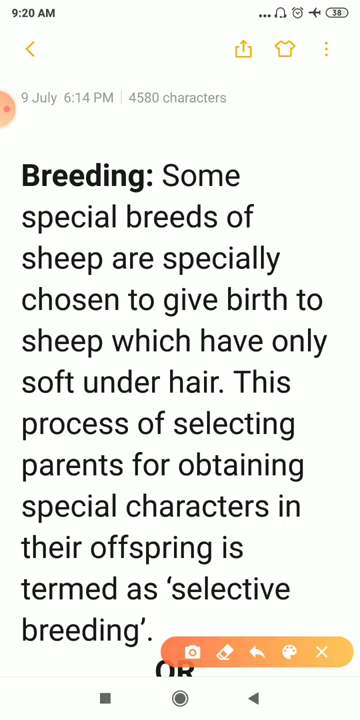 9:20 AM
38
9 July 6:14 PM | 4580 characters
Breeding: Some
special breeds of
sheep are specially
chosen to give birth to
sheep which have only
soft under hair. This
process of selecting
parents for obtaining
special characters in
their offspring is
termed as ‘selective
breeding’.
OR